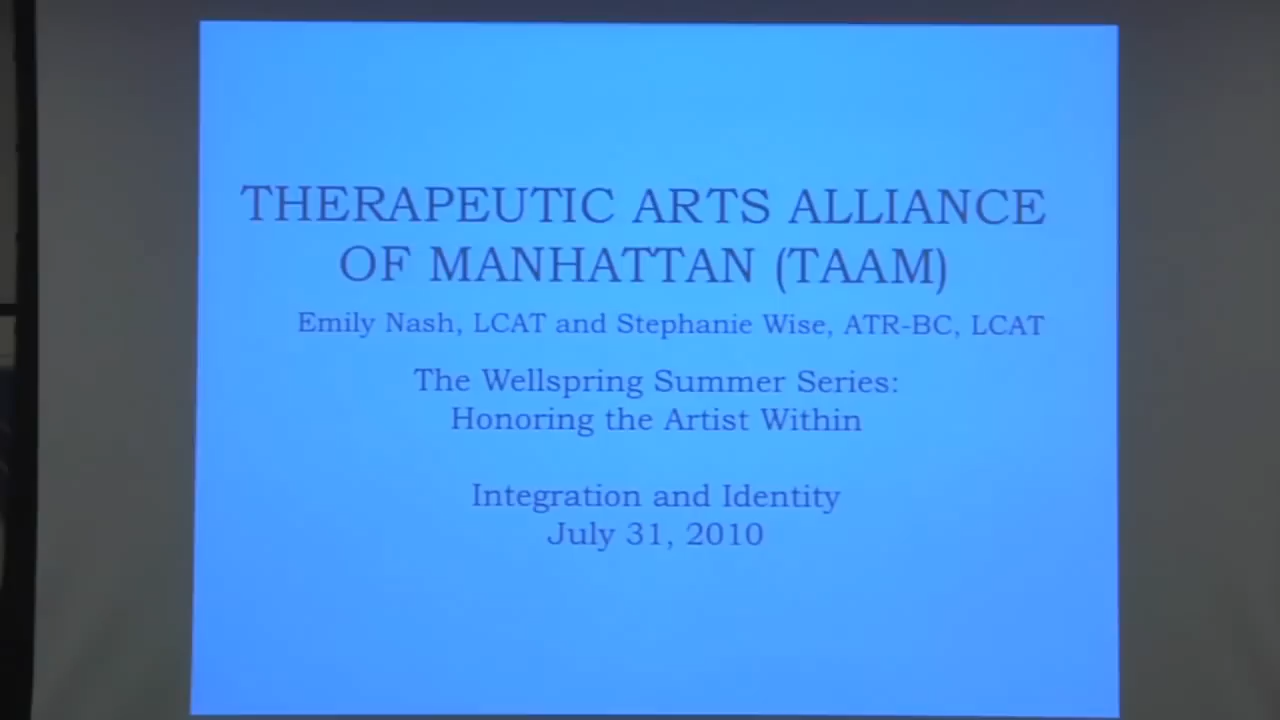 THERAPEUTIC ARTS ALLIANCE
OF MANHATTAN (TAAM)
Emily Nash, LCAT and Stephanie Wise, ATR-BC, LCAT
The Wellspring Summer Series:
Honoring the Artist Within
Integration and Identity
July 31, 2010